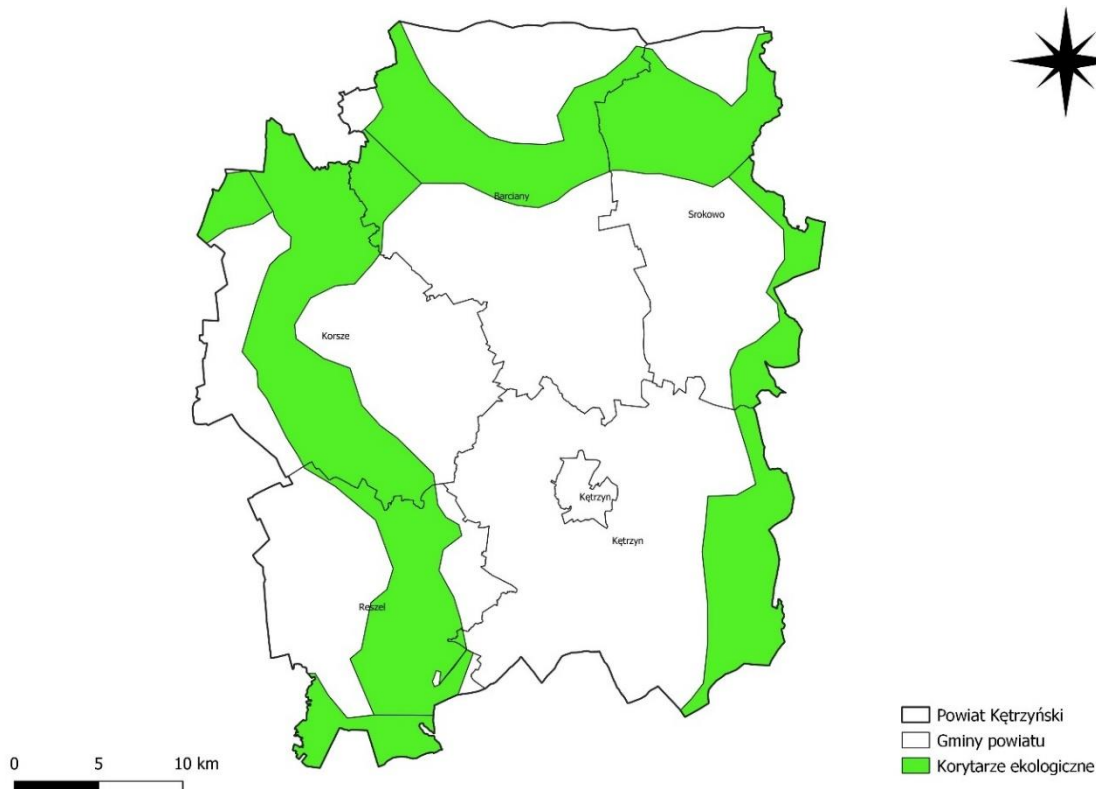 Barciany
Srokowo
Korsze
Kętrzyn
Kętrzyn
Reszel
Powiat Kętrzyński
Gminy powiatu
Korytarze ekologiczne
0 5 10 km